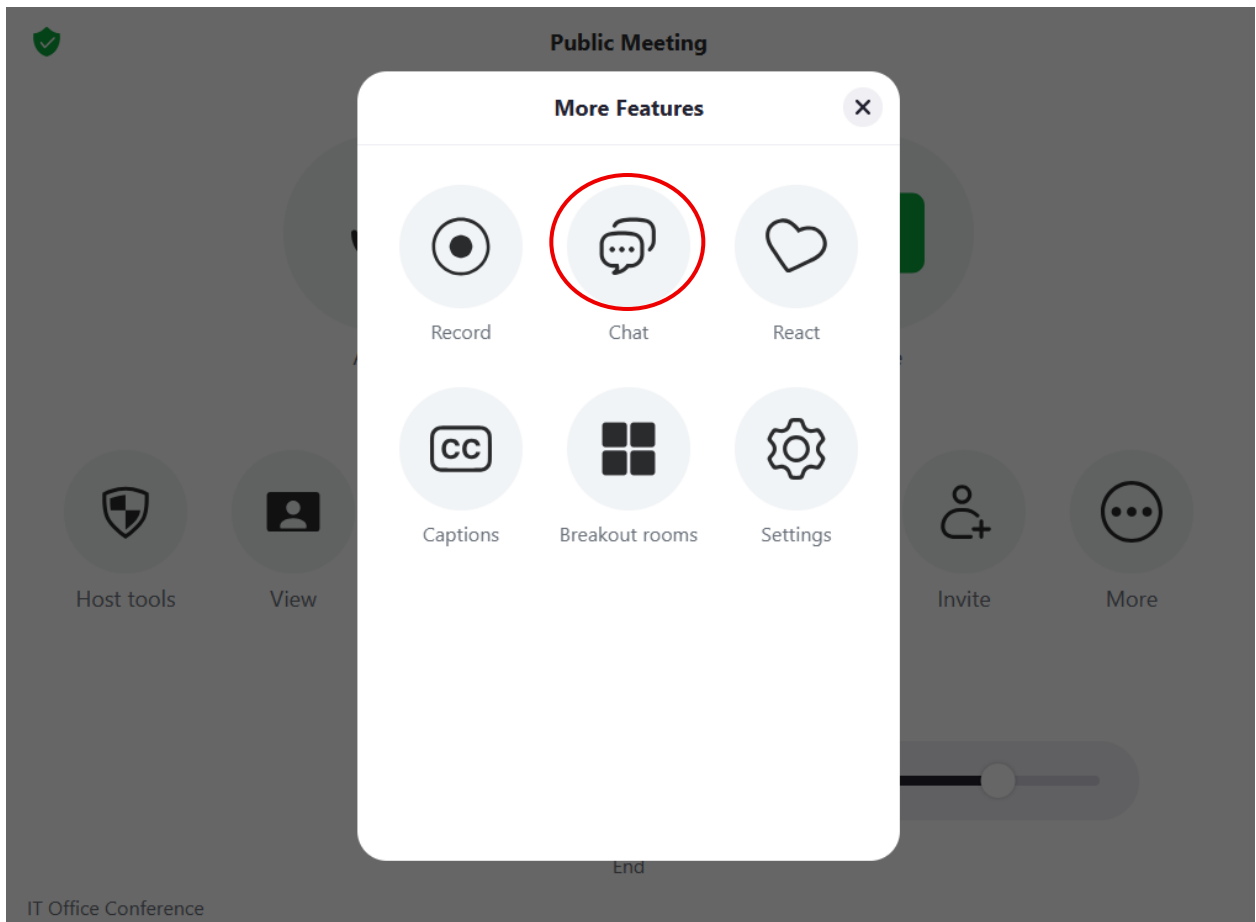 Public Meeting
More Features
Record
Chat
React
CC
Captions
Breakout rooms
Settings
Host tools
View
Invite
More
End
IT Office Conference